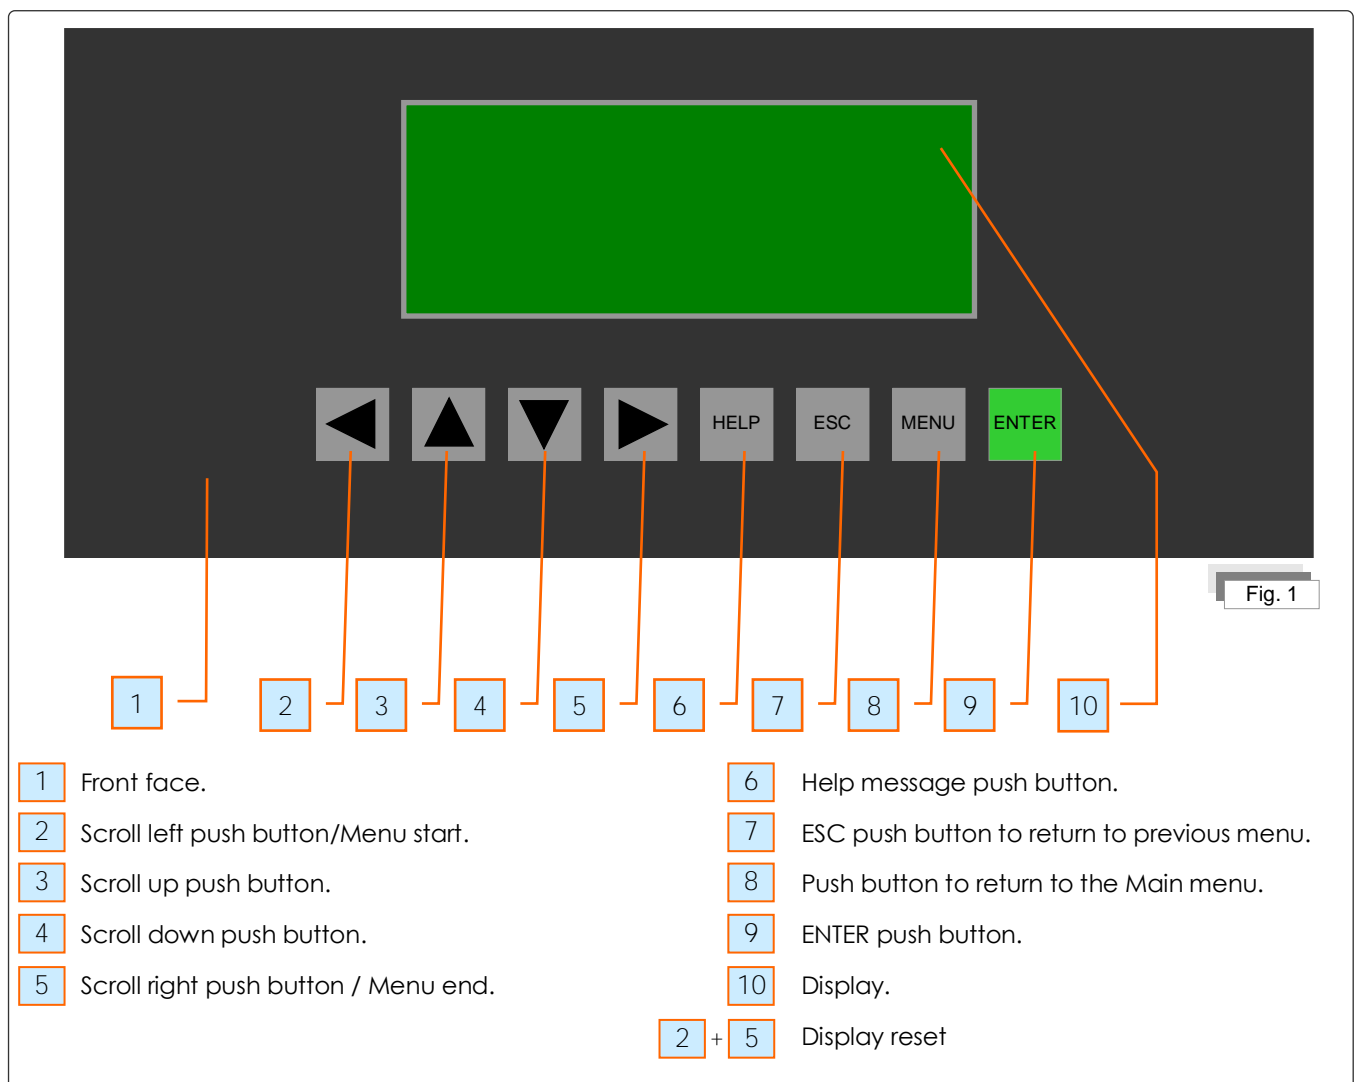 HELP ESC MENU ENTER
Fig. 1
1 2 3 4 5 6 7 8 9 10
1 Front face.
2 Scroll left push button/Menu start.
3 Scroll up push button.
4 Scroll down push button.
5 Scroll right push button / Menu end.
6 Help message push button.
7 ESC push button to return to previous menu.
8 Push button to return to the Main menu.
9 ENTER push button.
10 Display.
2 + 5 Display reset